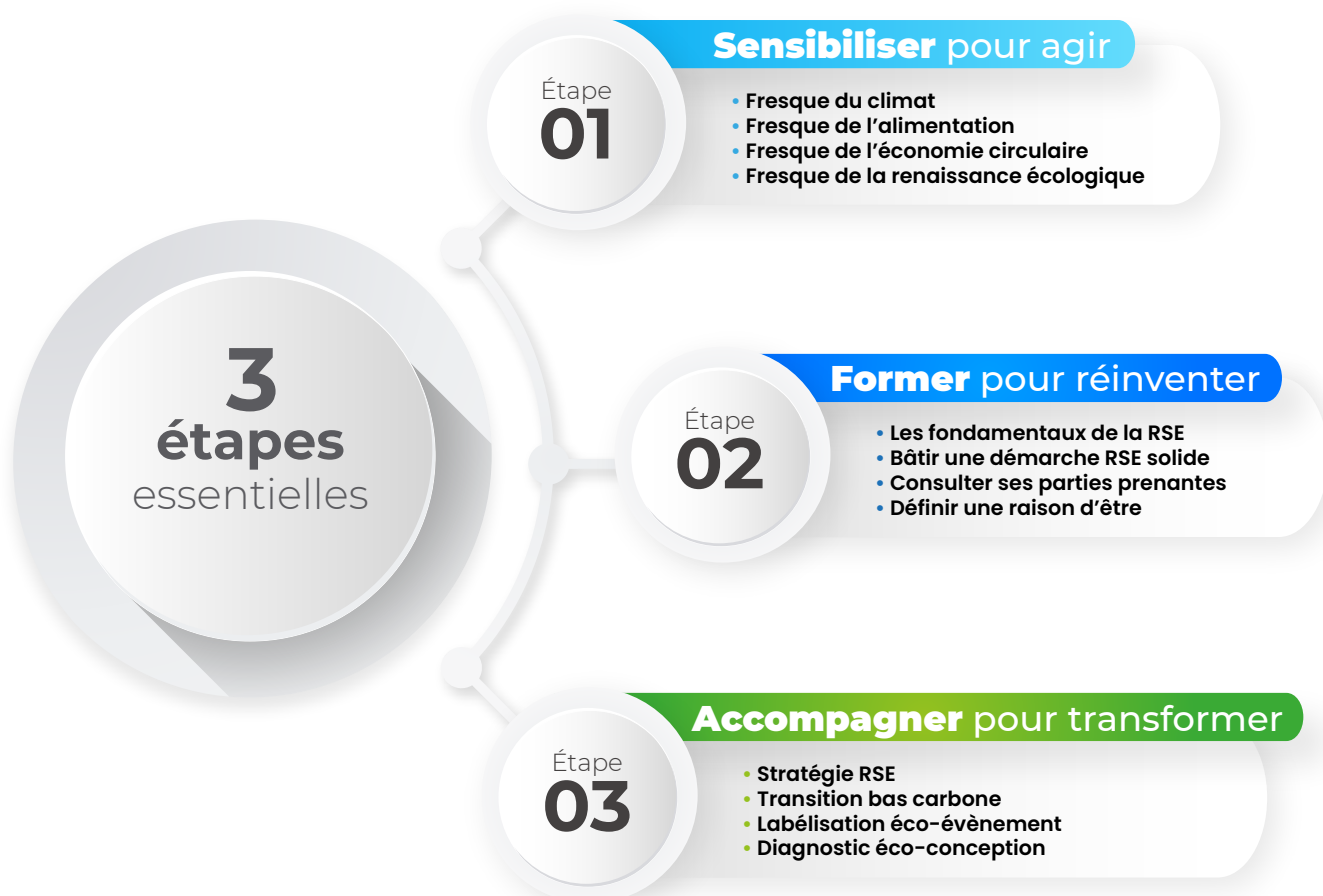 3
étapes
essentielles
Étape
01
Sensibiliser pour agir
• Fresque du climat
• Fresque de l’alimentation
• Fresque de l’économie circulaire
• Fresque de la renaissance écologique
Étape
02
Former pour réinventer
• Les fondamentaux de la RSE
• Bâtir une démarche RSE solide
• Consulter ses parties prenantes
• Définir une raison d’être
Étape
03
Accompagner pour transformer
• Stratégie RSE
• Transition bas carbone
• Labélisation éco-évènement
• Diagnostic éco-conception